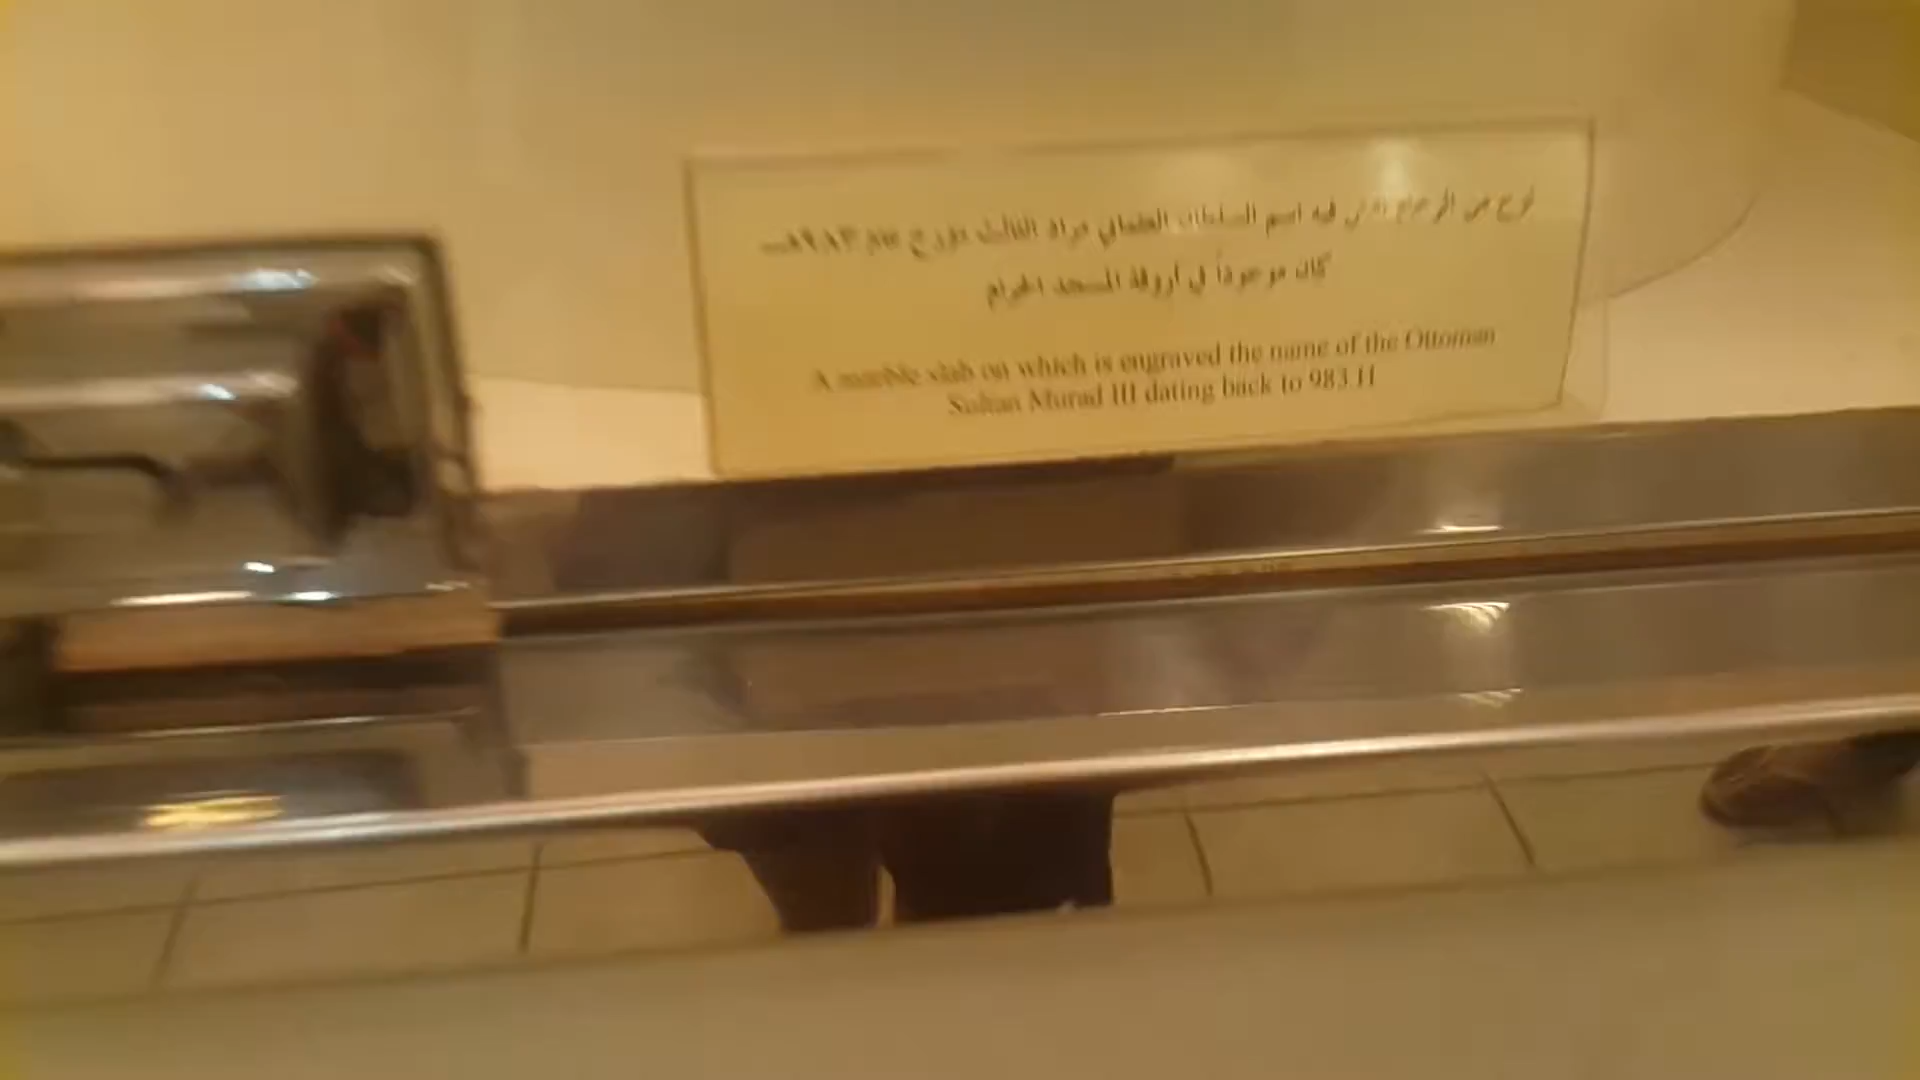 لوح من الرخام نقش فيه اسم السلطان العثماني مراد الثالث مؤرخ عام ٩٨٣هـ
كان موجوداً في أروقة المسجد الحرام
A marble slab on which is engraved the name of the Ottoman
Sultan Murad III dating back to 983 H